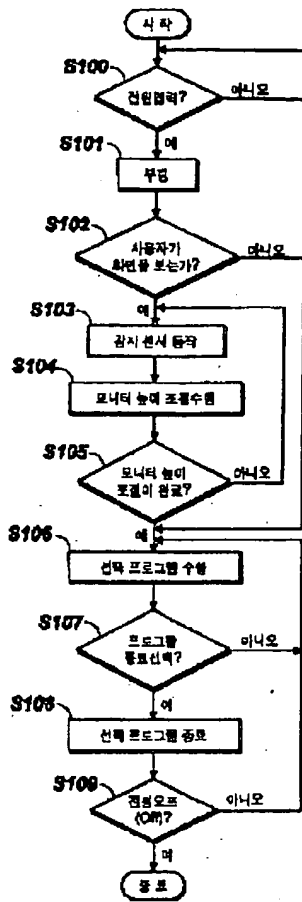 시 작
S100
전원입력?
아니오
예
S101
부팅
S102
사용자가
화면을 보는가?
아니오
예
S103
감지 센서 동작
S104
모니터 높이 조절수행
S105
모니터 높이
조절이 완료?
아니오
예
S106
선택 프로그램 수행
S107
프로그램
종료선택?
아니오
예
S108
선택 프로그램 종료
S109
전원오프
(Off)?
아니오
예
종 료